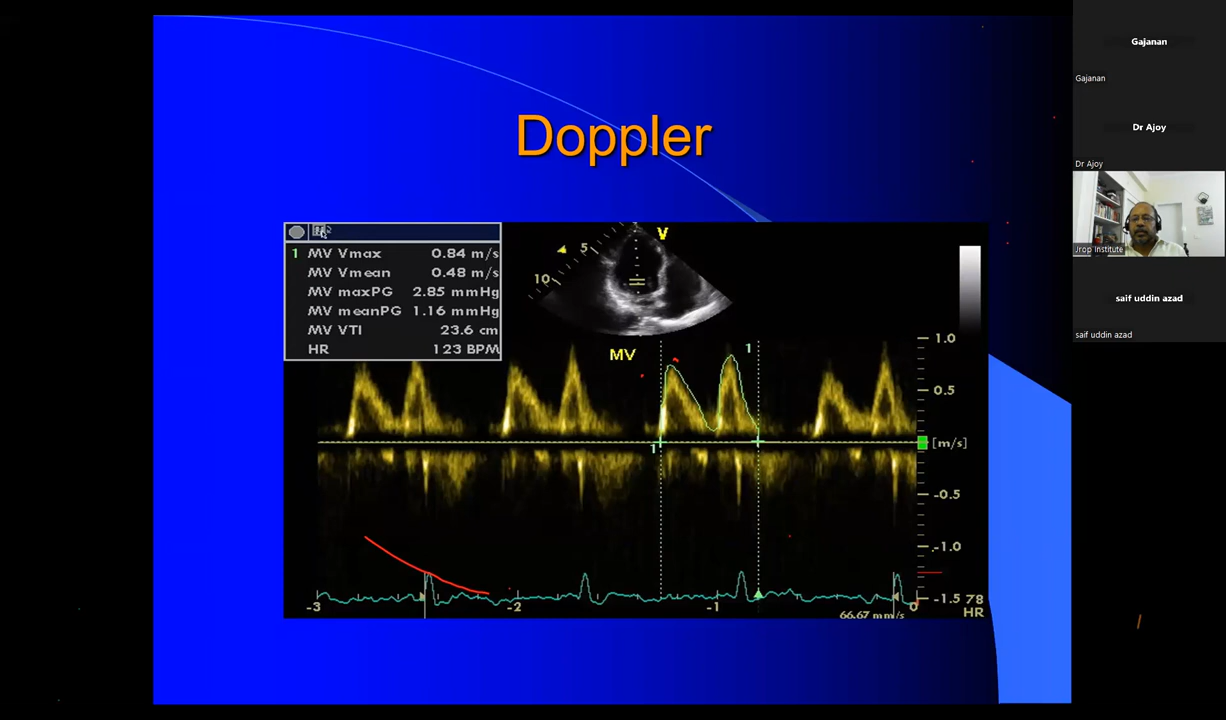 Doppler
1 MV Vmax 0.84 m/s
MV Vmean 0.48 m/s
MV maxPG 2.85 mmHg
MV meanPG 1.16 mmHg
MV VTI 23.6 cm
HR 123 BPM
V
5
10
MV
1
1
1.0
0.5
[m/s]
-0.5
-1.0
-1.5
78
HR
-3
-2
-1
0
66.67 mm/s
Gajanan
Gajanan
Dr Ajoy
Dr Ajoy
Jrop Institute
saif uddin azad
saif uddin azad